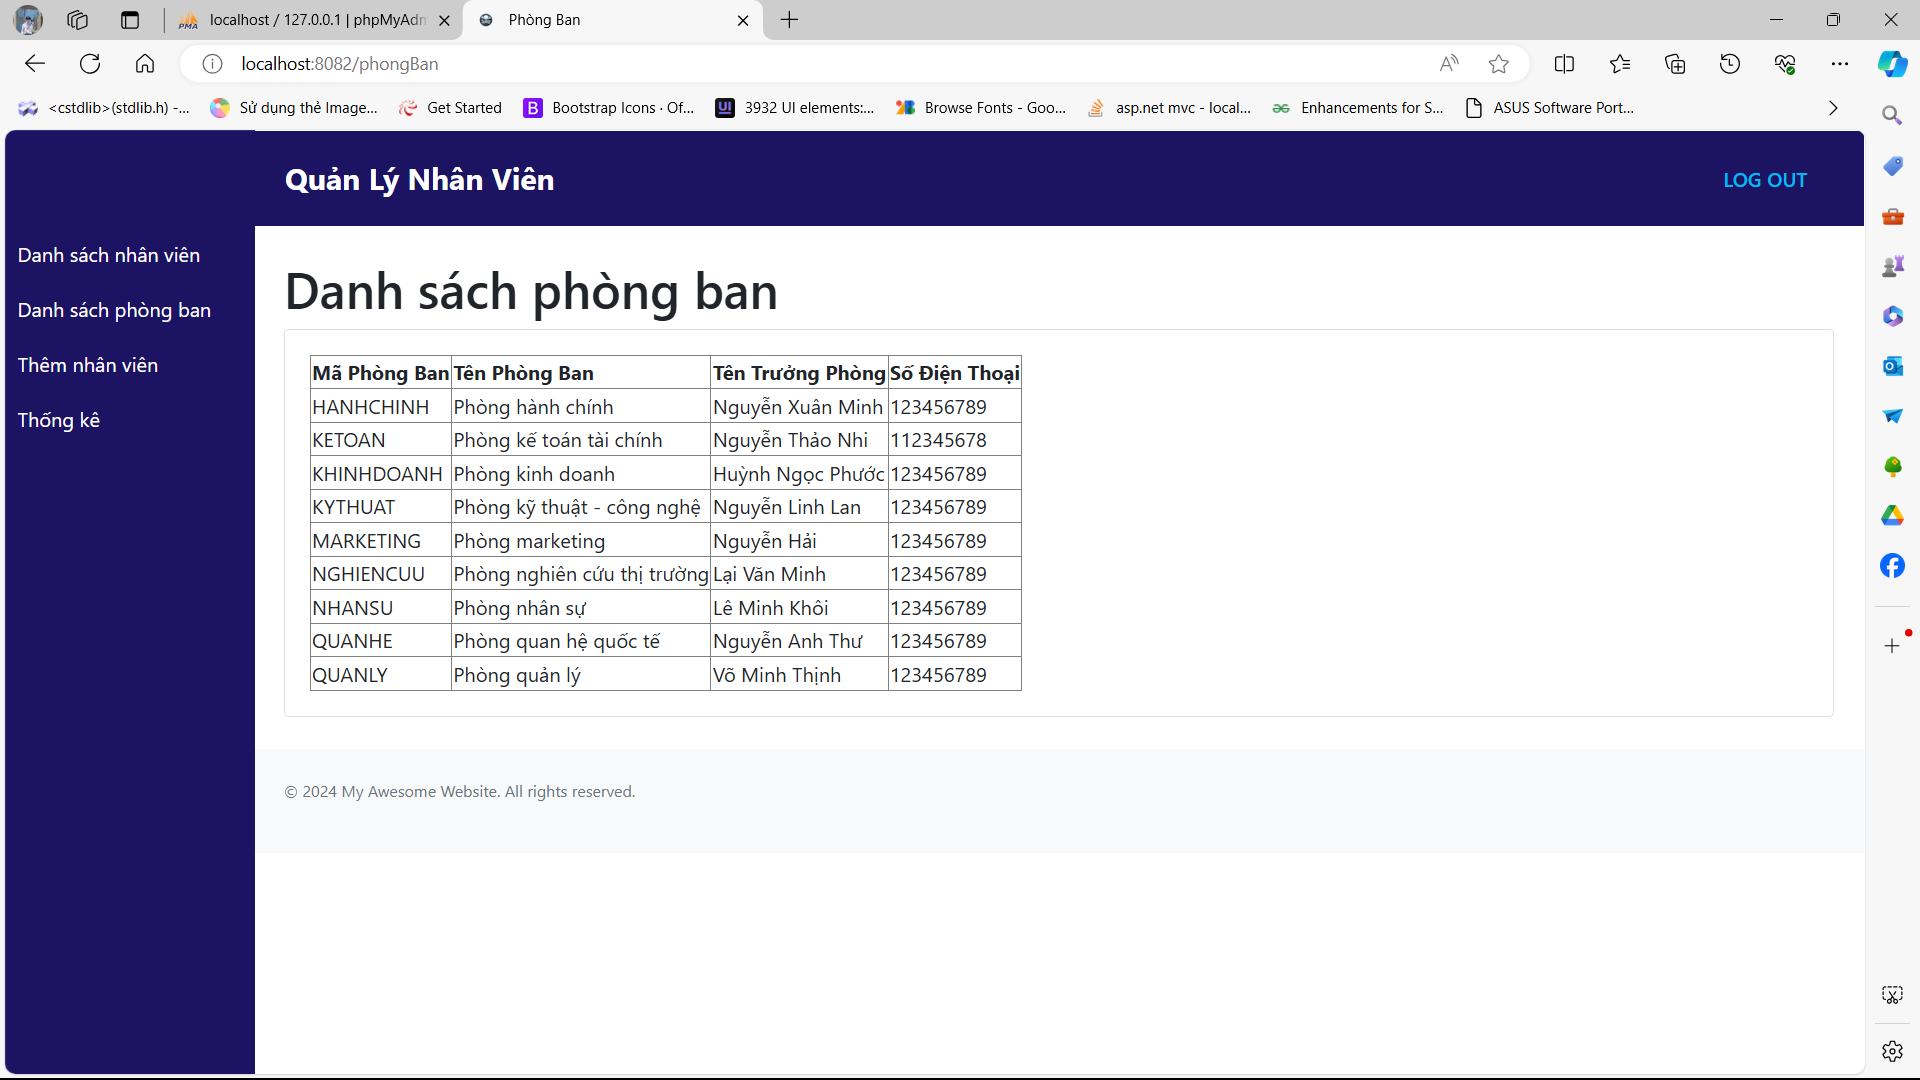 localhost / 127.0.0.1 | phpMyAdm
Phòng Ban
localhost:8082/phongBan
<cstdlib>(stdlib.h) -...
Sử dụng thẻ Image...
Get Started
Bootstrap Icons · Of...
3932 UI elements:...
Browse Fonts - Goo...
asp.net mvc - local...
Enhancements for S...
ASUS Software Port...
Quản Lý Nhân Viên
LOG OUT
Danh sách nhân viên
Danh sách phòng ban
Thêm nhân viên
Thống kê
Danh sách phòng ban
Mã Phòng Ban Tên Phòng Ban Tên Trưởng Phòng Số Điện Thoại
HANHCHINH Phòng hành chính Nguyễn Xuân Minh 123456789
KETOAN Phòng kế toán tài chính Nguyễn Thảo Nhi 112345678
KHINHDOANH Phòng kinh doanh Huỳnh Ngọc Phước 123456789
KYTHUAT Phòng kỹ thuật - công nghệ Nguyễn Linh Lan 123456789
MARKETING Phòng marketing Nguyễn Hải 123456789
NGHIENCUU Phòng nghiên cứu thị trường Lại Văn Minh 123456789
NHANSU Phòng nhân sự Lê Minh Khôi 123456789
QUANHE Phòng quan hệ quốc tế Nguyễn Anh Thư 123456789
QUANLY Phòng quản lý Võ Minh Thịnh 123456789
© 2024 My Awesome Website. All rights reserved.